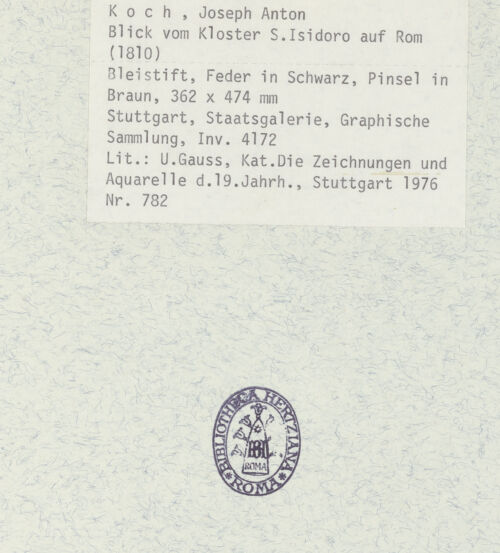 K o c h , Joseph Anton
Blick vom Kloster S.Isidoro auf Rom
(1810)
Bleistift, Feder in Schwarz, Pinsel in
Braun, 362 x 474 mm
Stuttgart, Staatsgalerie, Graphische
Sammlung, Inv. 4172
Lit.: U.Gauss, Kat.Die Zeichnungen und
Aquarelle d.19.Jahrh., Stuttgart 1976
Nr. 782
BIBLIOTHECA HERTZIANA
ROMA
ROMA